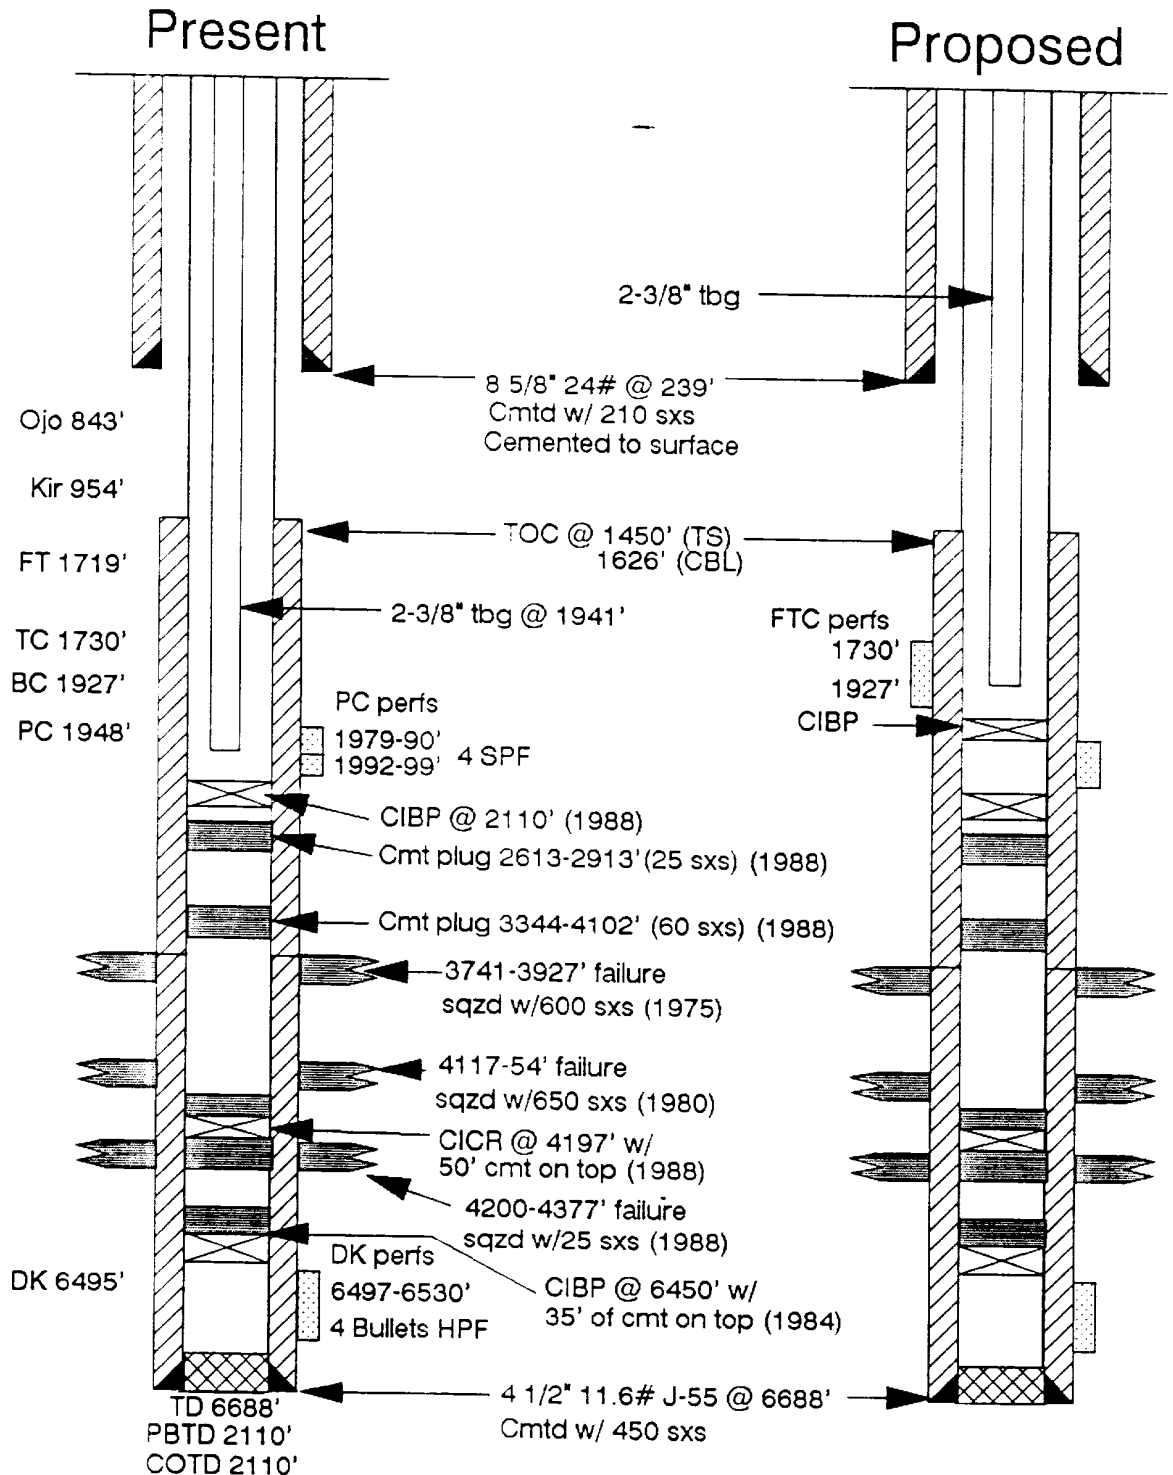 Present
Proposed
2-3/8" tbg
8 5/8" 24# @ 239'
Cmtd w/ 210 sxs
Cemented to surface
Ojo 843'
Kir 954'
TOC @ 1450' (TS)
1626' (CBL)
FT 1719'
2-3/8" tbg @ 1941'
FTC perfs
1730'
1927'
TC 1730'
BC 1927'
PC 1948'
PC perfs
1979-90'
1992-99'
4 SPF
CIBP
CIBP @ 2110' (1988)
Cmt plug 2613-2913' (25 sxs) (1988)
Cmt plug 3344-4102' (60 sxs) (1988)
3741-3927' failure
sqzd w/600 sxs (1975)
4117-54' failure
sqzd w/650 sxs (1980)
CICR @ 4197' w/
50' cmt on top (1988)
4200-4377' failure
sqzd w/25 sxs (1988)
DK perfs
6497-6530'
4 Bullets HPF
DK 6495'
CIBP @ 6450' w/
35' of cmt on top (1984)
4 1/2" 11.6# J-55 @ 6688'
Cmtd w/ 450 sxs
TD 6688'
PBTD 2110'
COTD 2110'